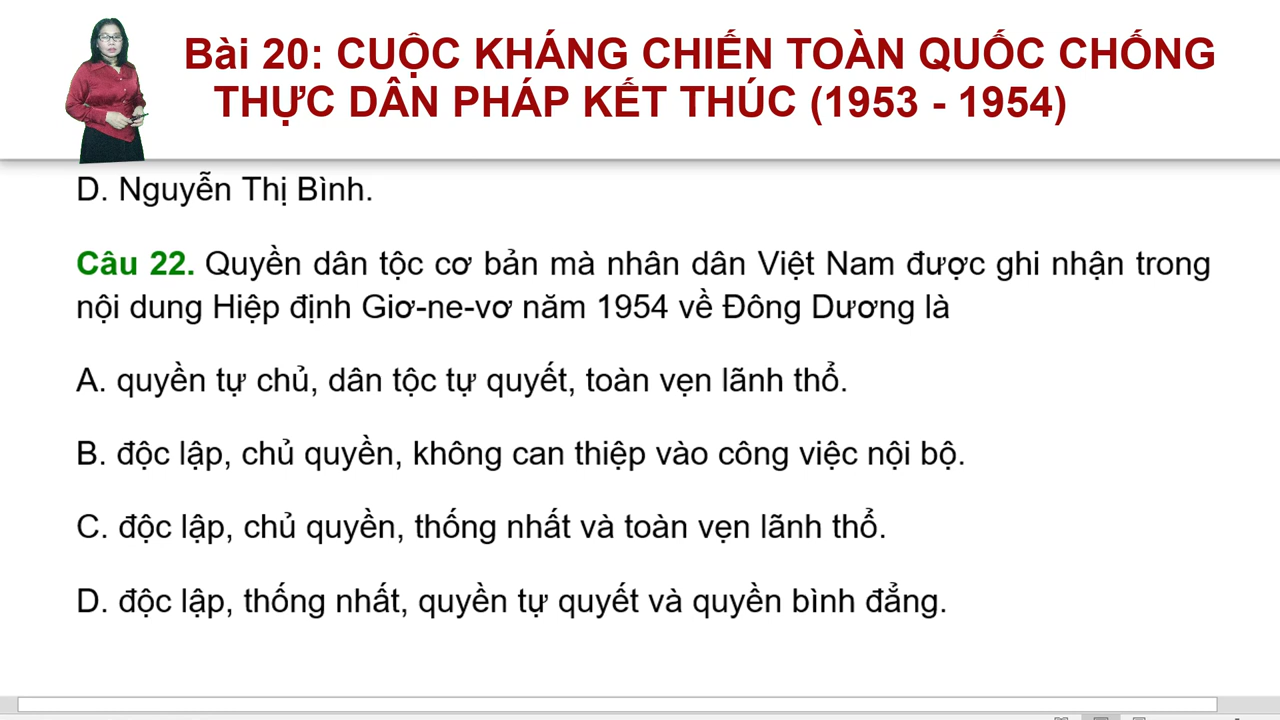 Bài 20: CUỘC KHÁNG CHIẾN TOÀN QUỐC CHỐNG
THỰC DÂN PHÁP KẾT THÚC (1953 - 1954)
D. Nguyễn Thị Bình.
Câu 22. Quyền dân tộc cơ bản mà nhân dân Việt Nam được ghi nhận trong
nội dung Hiệp định Giơ-ne-vơ năm 1954 về Đông Dương là
A. quyền tự chủ, dân tộc tự quyết, toàn vẹn lãnh thổ.
B. độc lập, chủ quyền, không can thiệp vào công việc nội bộ.
C. độc lập, chủ quyền, thống nhất và toàn vẹn lãnh thổ.
D. độc lập, thống nhất, quyền tự quyết và quyền bình đẳng.